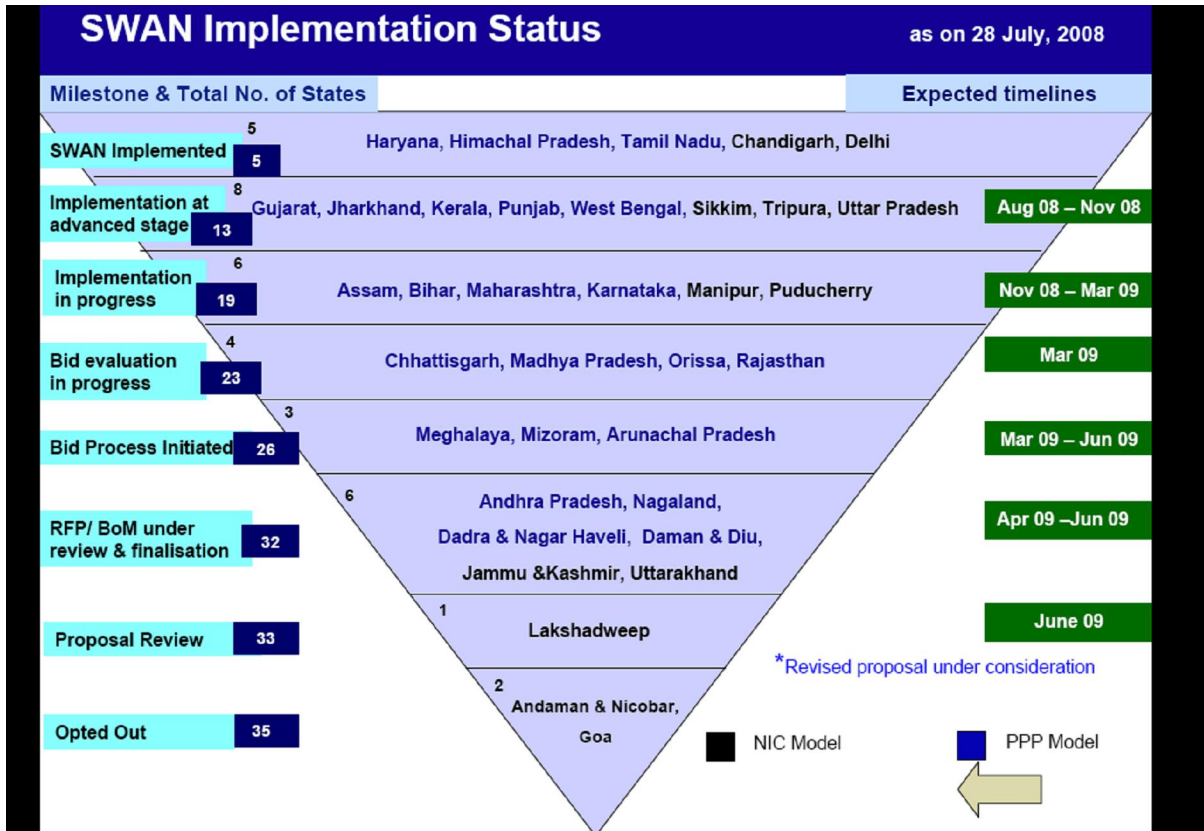 SWAN Implementation Status
as on 28 July, 2008
Milestone & Total No. of States
Expected timelines
5
SWAN Implemented
5
Haryana, Himachal Pradesh, Tamil Nadu, Chandigarh, Delhi
8
Implementation at
advanced stage
13
Gujarat, Jharkhand, Kerala, Punjab, West Bengal, Sikkim, Tripura, Uttar Pradesh
Aug 08 – Nov 08
6
Implementation
in progress
19
Assam, Bihar, Maharashtra, Karnataka, Manipur, Puducherry
Nov 08 – Mar 09
4
Bid evaluation
in progress
23
Chhattisgarh, Madhya Pradesh, Orissa, Rajasthan
Mar 09
3
Bid Process Initiated
26
Meghalaya, Mizoram, Arunachal Pradesh
Mar 09 – Jun 09
6
RFP/ BoM under
review & finalisation
32
Andhra Pradesh, Nagaland,
Dadra & Nagar Haveli, Daman & Diu,
Jammu &Kashmir, Uttarakhand
Apr 09 –Jun 09
1
Proposal Review
33
Lakshadweep
June 09
*Revised proposal under consideration
2
Opted Out
35
Andaman & Nicobar,
Goa
NIC Model
PPP Model